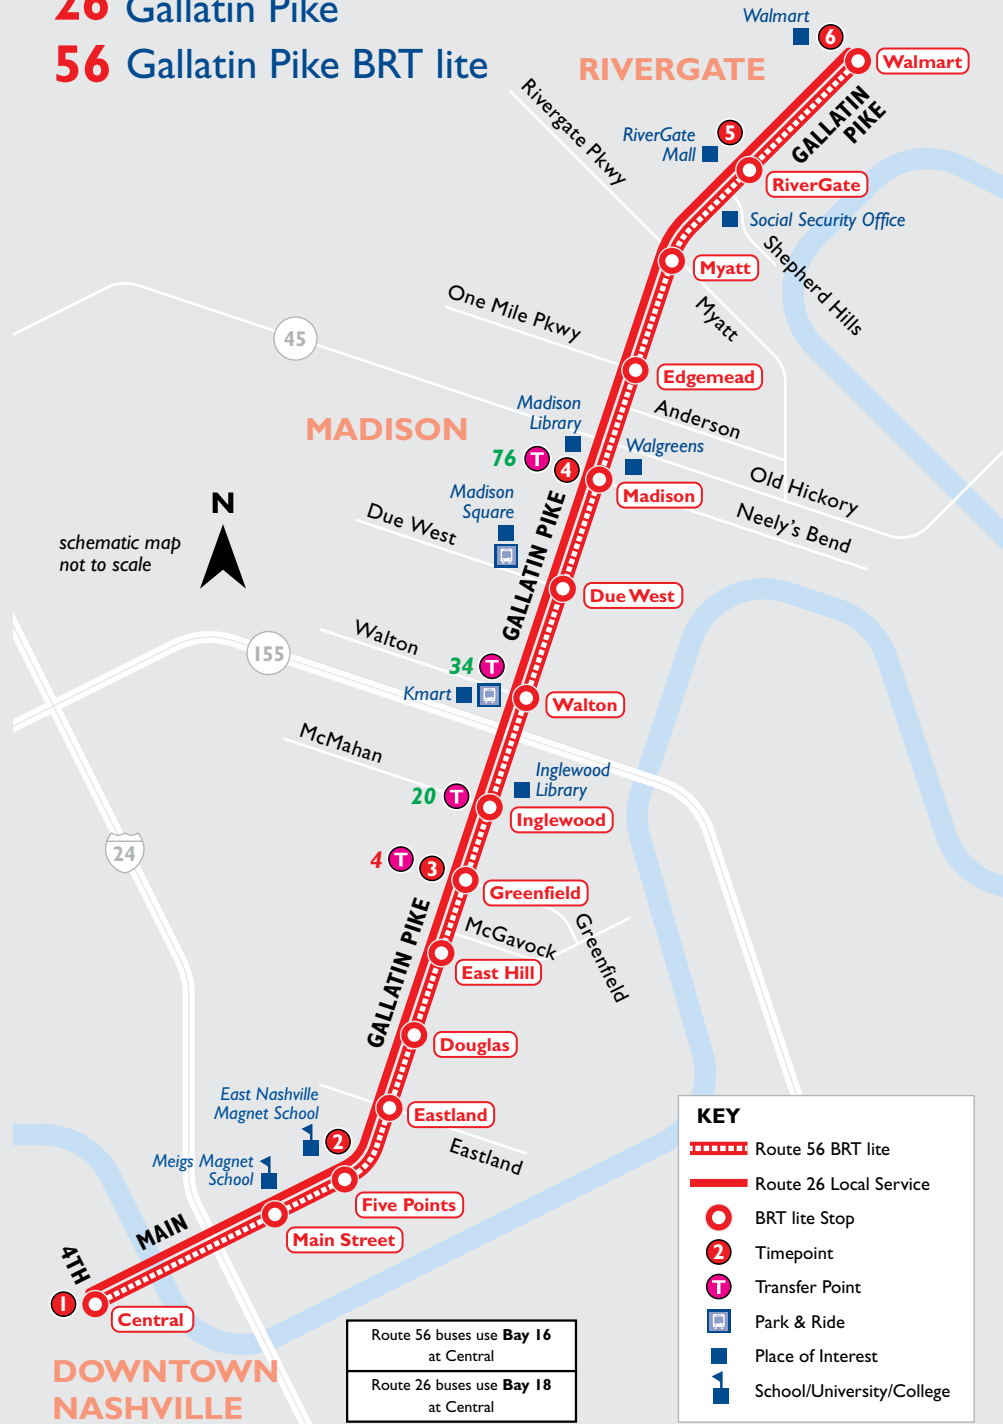 26 Gallatin Pike
56 Gallatin Pike BRT lite
Walmart
6
RIVERGATE
Walmart
GALLATIN
PIKE
Rivergate Pkwy
RiverGate
Mall
5
RiverGate
Social Security Office
Shepherd Hills
Myatt
Myatt
One Mile Pkwy
45
Edgemead
Anderson
Madison
Library
MADISON
Walgreens
76 T
4
Old Hickory
Madison
Madison
Square
Neely's Bend
N
Due West
schematic map
not to scale
GALLATIN PIKE
Due West
Walton
155
34 T
Kmart
Walton
McMahan
Inglewood
Library
20 T
Inglewood
24
4 T
3
Greenfield
GALLATIN PIKE
McGavock
Greenfield
East Hill
Douglas
East Nashville
Magnet School
2
Eastland
Eastland
Meigs Magnet
School
Five Points
MAIN
Main Street
4TH
1
Central
DOWNTOWN
NASHVILLE
Route 56 buses use Bay 16
at Central
Route 26 buses use Bay 18
at Central
KEY
Route 56 BRT lite
Route 26 Local Service
BRT lite Stop
2 Timepoint
T Transfer Point
Park & Ride
Place of Interest
School/University/College